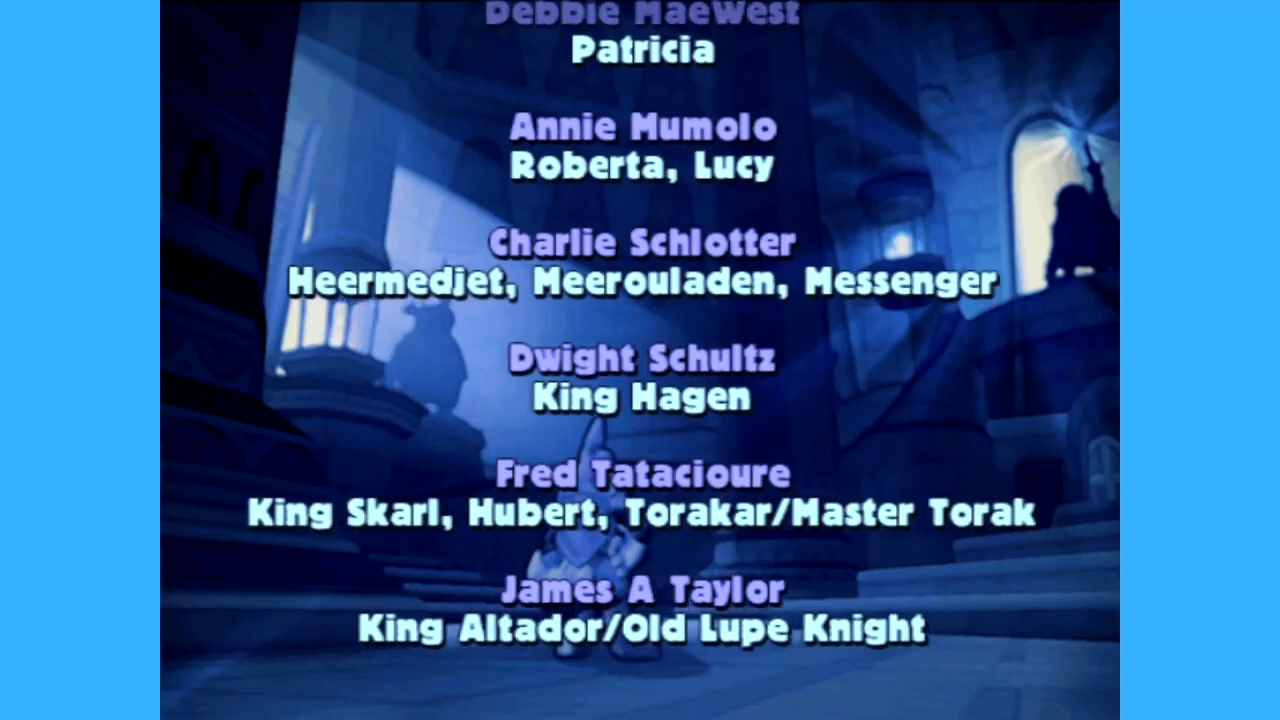 Debbie MaeWest
Patricia
Annie Mumolo
Roberta, Lucy
Charlie Schlotter
Heermedjet, Meerouladen, Messenger
Dwight Schultz
King Hagen
Fred Tatacioure
King Skarl, Hubert, Torakar/Master Torak
James A Taylor
King Altador/Old Lupe Knight